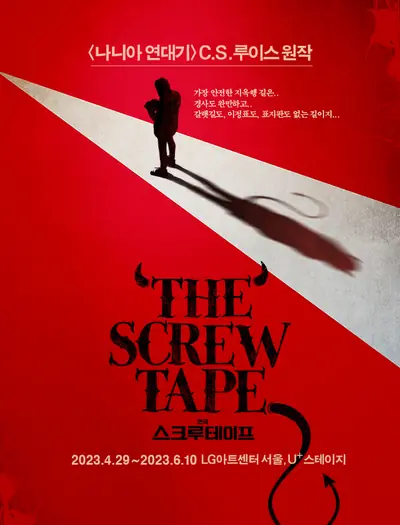 〈나니아 연대기〉 C.S.루이스 원작
가장 안전한 지옥행 길은..
경사도 완만하고..
갈랫길도, 이정표도, 표지판도 없는 길이지...
'THE'
SCREW
TAPE
연극
스크루테이프
2023.4.29~2023.6.10 LG아트센터 서울, U+ 스테이지